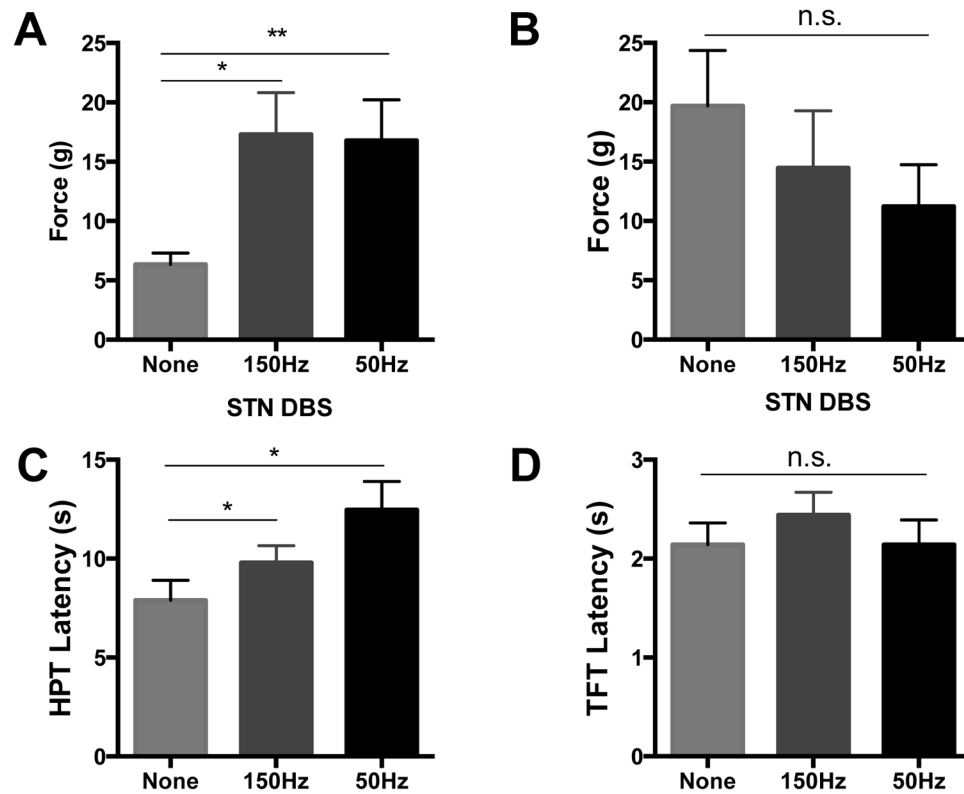 A
Force (g)
25
20
15
10
5
0
**
*
None 150Hz 50Hz
STN DBS
B
Force (g)
25
20
15
10
5
0
n.s.
None 150Hz 50Hz
STN DBS
C
HPT Latency (s)
15
10
5
0
*
*
None 150Hz 50Hz
D
TFT Latency (s)
3
2
1
0
n.s.
None 150Hz 50Hz